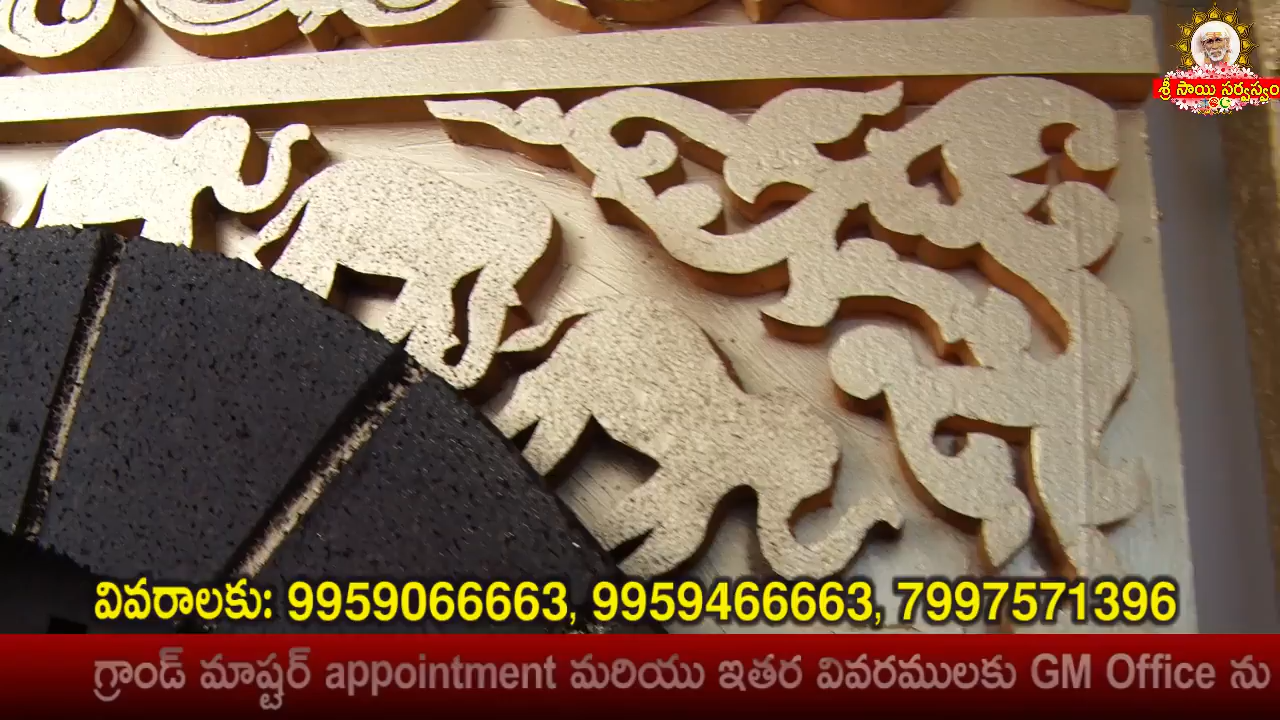 శ్రీ సాయి సర్వస్వం
వివరాలకు: 9959066663, 9959466663, 7997571396
గ్రాండ్ మాష్టర్ appointment మరియు ఇతర వివరములకు GM Office ను